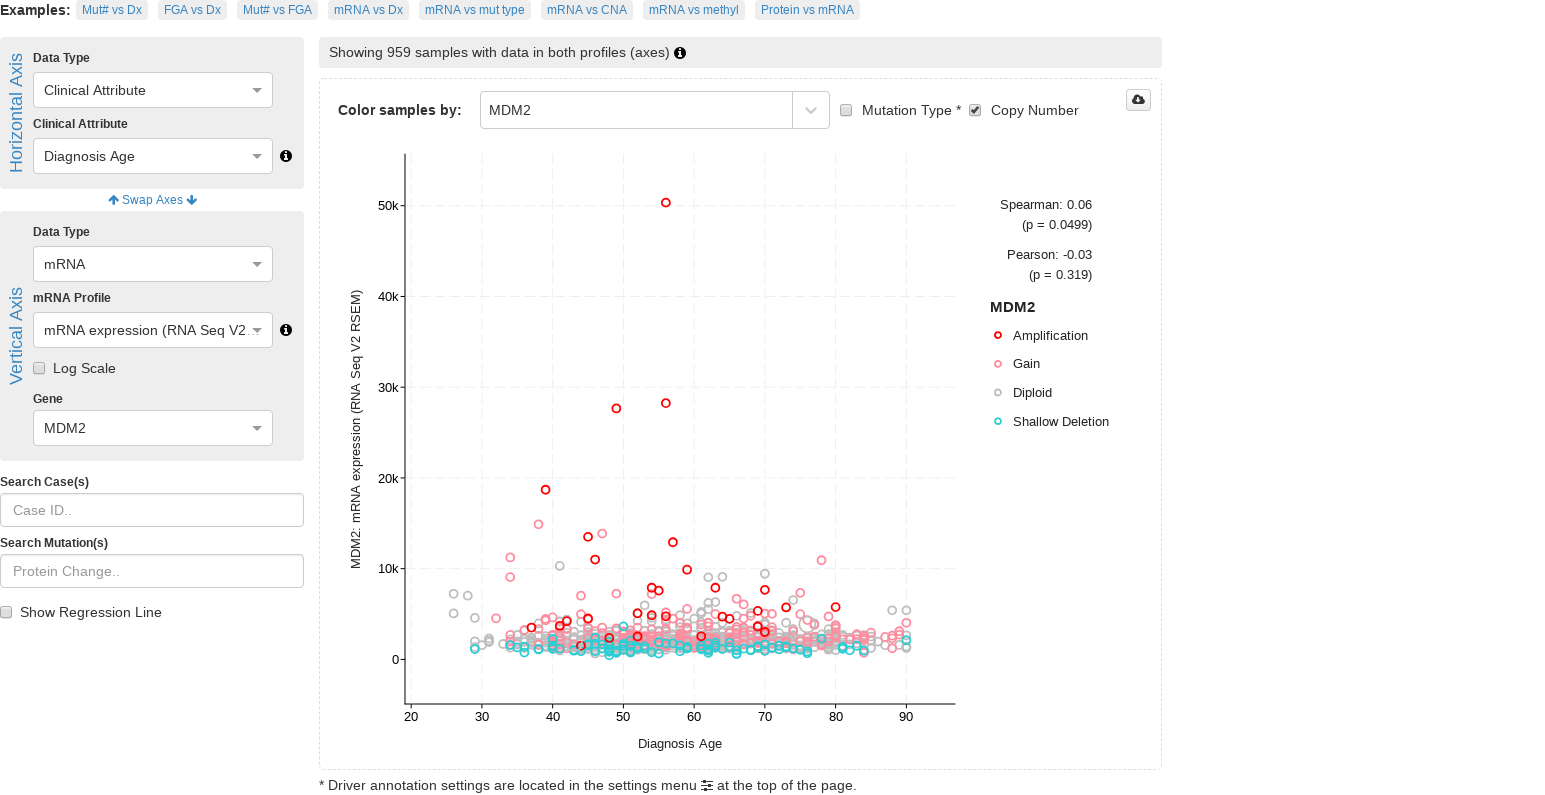 Examples: Mut# vs Dx FGA vs Dx Mut# vs FGA mRNA vs Dx mRNA vs mut type mRNA vs CNA mRNA vs methyl Protein vs mRNA
Horizontal Axis
Data Type
Clinical Attribute
Clinical Attribute
Diagnosis Age
Swap Axes
Vertical Axis
Data Type
mRNA
mRNA Profile
mRNA expression (RNA Seq V2...
Log Scale
Gene
MDM2
Search Case(s)
Case ID..
Search Mutation(s)
Protein Change..
Show Regression Line
Showing 959 samples with data in both profiles (axes)
Color samples by: MDM2 Mutation Type * Copy Number
MDM2: mRNA expression (RNA Seq V2 RSEM)
50k
40k
30k
20k
10k
0
20 30 40 50 60 70 80 90
Diagnosis Age
Spearman: 0.06
(p = 0.0499)
Pearson: -0.03
(p = 0.319)
MDM2
Amplification
Gain
Diploid
Shallow Deletion
* Driver annotation settings are located in the settings menu at the top of the page.